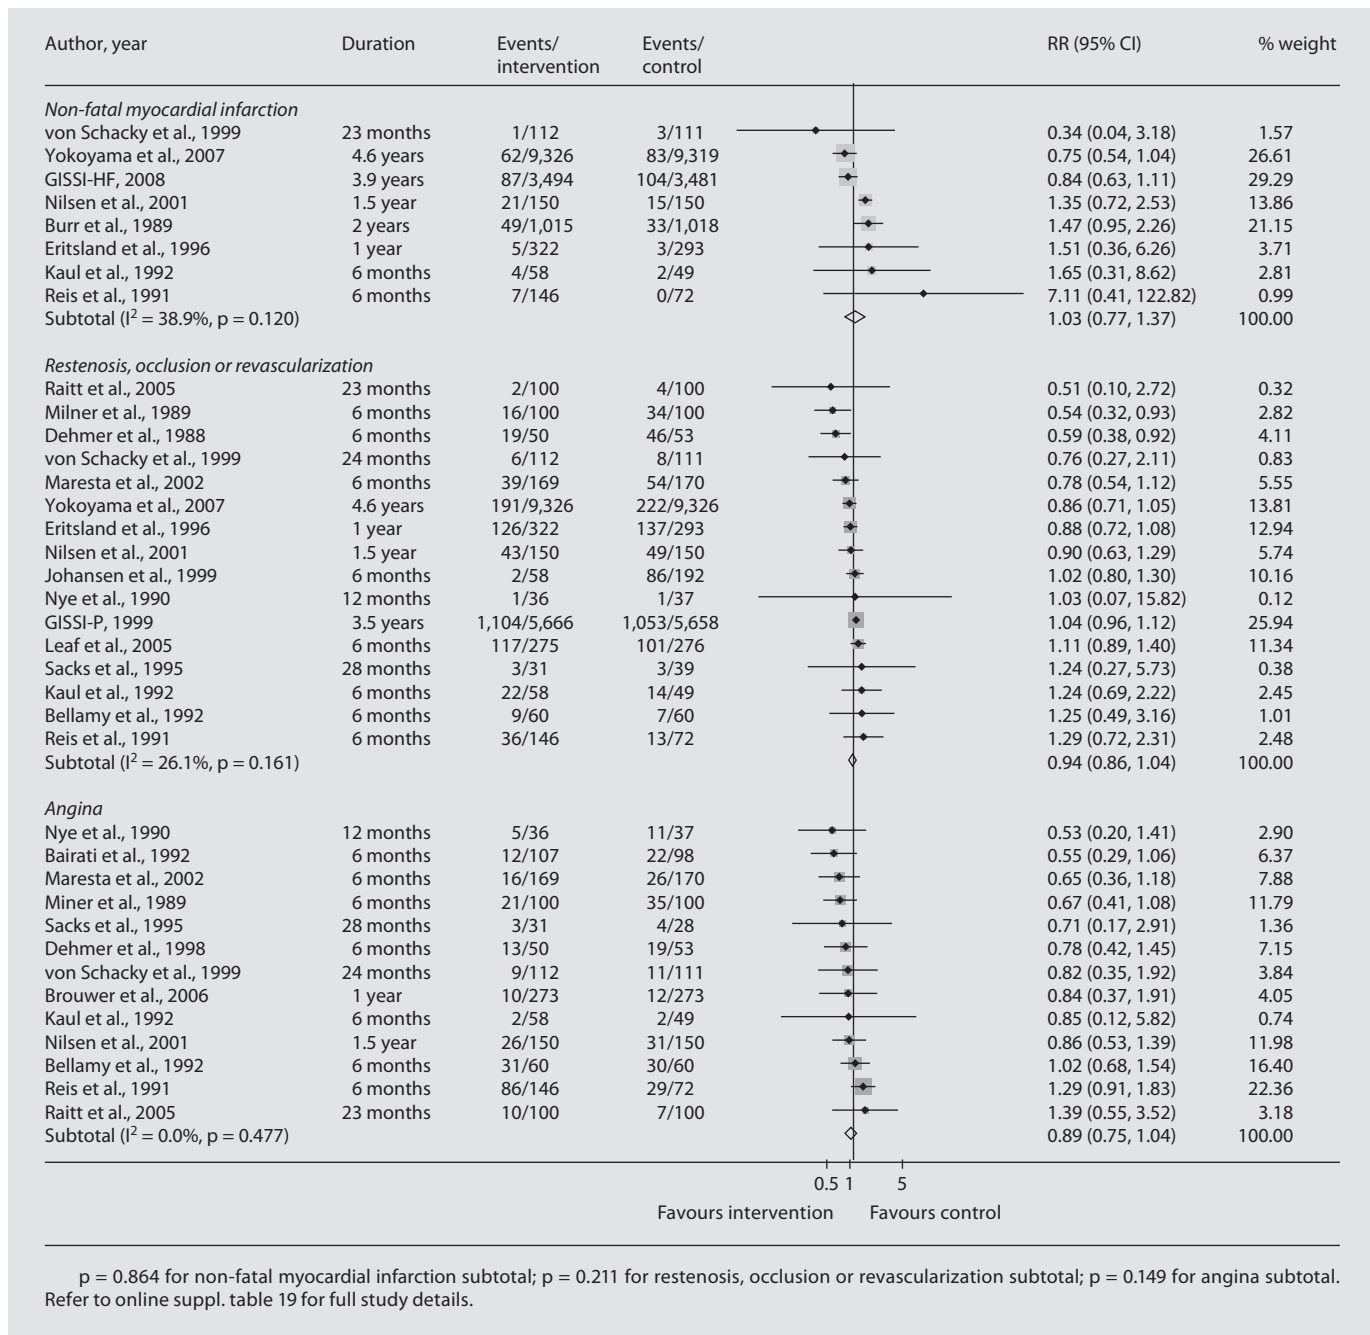 Author, year Duration Events/ intervention Events/ control RR (95% CI) % weight
Non-fatal myocardial infarction
von Schacky et al., 1999 23 months 1/112 3/111 0.34 (0.04, 3.18) 1.57
Yokoyama et al., 2007 4.6 years 62/9,326 83/9,319 0.75 (0.54, 1.04) 26.61
GISSI-HF, 2008 3.9 years 87/3,494 104/3,481 0.84 (0.63, 1.11) 29.29
Nilsen et al., 2001 1.5 year 21/150 15/150 1.35 (0.72, 2.53) 13.86
Burr et al., 1989 2 years 49/1,015 33/1,018 1.47 (0.95, 2.26) 21.15
Eritsland et al., 1996 1 year 5/322 3/293 1.51 (0.36, 6.26) 3.71
Kaul et al., 1992 6 months 4/58 2/49 1.65 (0.31, 8.62) 2.81
Reis et al., 1991 6 months 7/146 0/72 7.11 (0.41, 122.82) 0.99
Subtotal (I² = 38.9%, p = 0.120) 1.03 (0.77, 1.37) 100.00
Restenosis, occlusion or revascularization
Raitt et al., 2005 23 months 2/100 4/100 0.51 (0.10, 2.72) 0.32
Milner et al., 1989 6 months 16/100 34/100 0.54 (0.32, 0.93) 2.82
Dehmer et al., 1988 6 months 19/50 46/53 0.59 (0.38, 0.92) 4.11
von Schacky et al., 1999 24 months 6/112 8/111 0.76 (0.27, 2.11) 0.83
Maresta et al., 2002 6 months 39/169 54/170 0.78 (0.54, 1.12) 5.55
Yokoyama et al., 2007 4.6 years 191/9,326 222/9,326 0.86 (0.71, 1.05) 13.81
Eritsland et al., 1996 1 year 126/322 137/293 0.88 (0.72, 1.08) 12.94
Nilsen et al., 2001 1.5 year 43/150 49/150 0.90 (0.63, 1.29) 5.74
Johansen et al., 1999 6 months 2/58 86/192 1.02 (0.80, 1.30) 10.16
Nye et al., 1990 12 months 1/36 1/37 1.03 (0.07, 15.82) 0.12
GISSI-P, 1999 3.5 years 1,104/5,666 1,053/5,658 1.04 (0.96, 1.12) 25.94
Leaf et al., 2005 6 months 117/275 101/276 1.11 (0.89, 1.40) 11.34
Sacks et al., 1995 28 months 3/31 3/39 1.24 (0.27, 5.73) 0.38
Kaul et al., 1992 6 months 22/58 14/49 1.24 (0.69, 2.22) 2.45
Bellamy et al., 1992 6 months 9/60 7/60 1.25 (0.49, 3.16) 1.01
Reis et al., 1991 6 months 36/146 13/72 1.29 (0.72, 2.31) 2.48
Subtotal (I² = 26.1%, p = 0.161) 0.94 (0.86, 1.04) 100.00
Angina
Nye et al., 1990 12 months 5/36 11/37 0.53 (0.20, 1.41) 2.90
Bairati et al., 1992 6 months 12/107 22/98 0.55 (0.29, 1.06) 6.37
Maresta et al., 2002 6 months 16/169 26/170 0.65 (0.36, 1.18) 7.88
Miner et al., 1989 6 months 21/100 35/100 0.67 (0.41, 1.08) 11.79
Sacks et al., 1995 28 months 3/31 4/28 0.71 (0.17, 2.91) 1.36
Dehmer et al., 1998 6 months 13/50 19/53 0.78 (0.42, 1.45) 7.15
von Schacky et al., 1999 24 months 9/112 11/111 0.82 (0.35, 1.92) 3.84
Brouwer et al., 2006 1 year 10/273 12/273 0.84 (0.37, 1.91) 4.05
Kaul et al., 1992 6 months 2/58 2/49 0.85 (0.12, 5.82) 0.74
Nilsen et al., 2001 1.5 year 26/150 31/150 0.86 (0.53, 1.39) 11.98
Bellamy et al., 1992 6 months 31/60 30/60 1.02 (0.68, 1.54) 16.40
Reis et al., 1991 6 months 86/146 29/72 1.29 (0.91, 1.83) 22.36
Raitt et al., 2005 23 months 10/100 7/100 1.39 (0.55, 3.52) 3.18
Subtotal (I² = 0.0%, p = 0.477) 0.89 (0.75, 1.04) 100.00
0.5 1 5
Favours intervention Favours control
p = 0.864 for non-fatal myocardial infarction subtotal; p = 0.211 for restenosis, occlusion or revascularization subtotal; p = 0.149 for angina subtotal.
Refer to online suppl. table 19 for full study details.